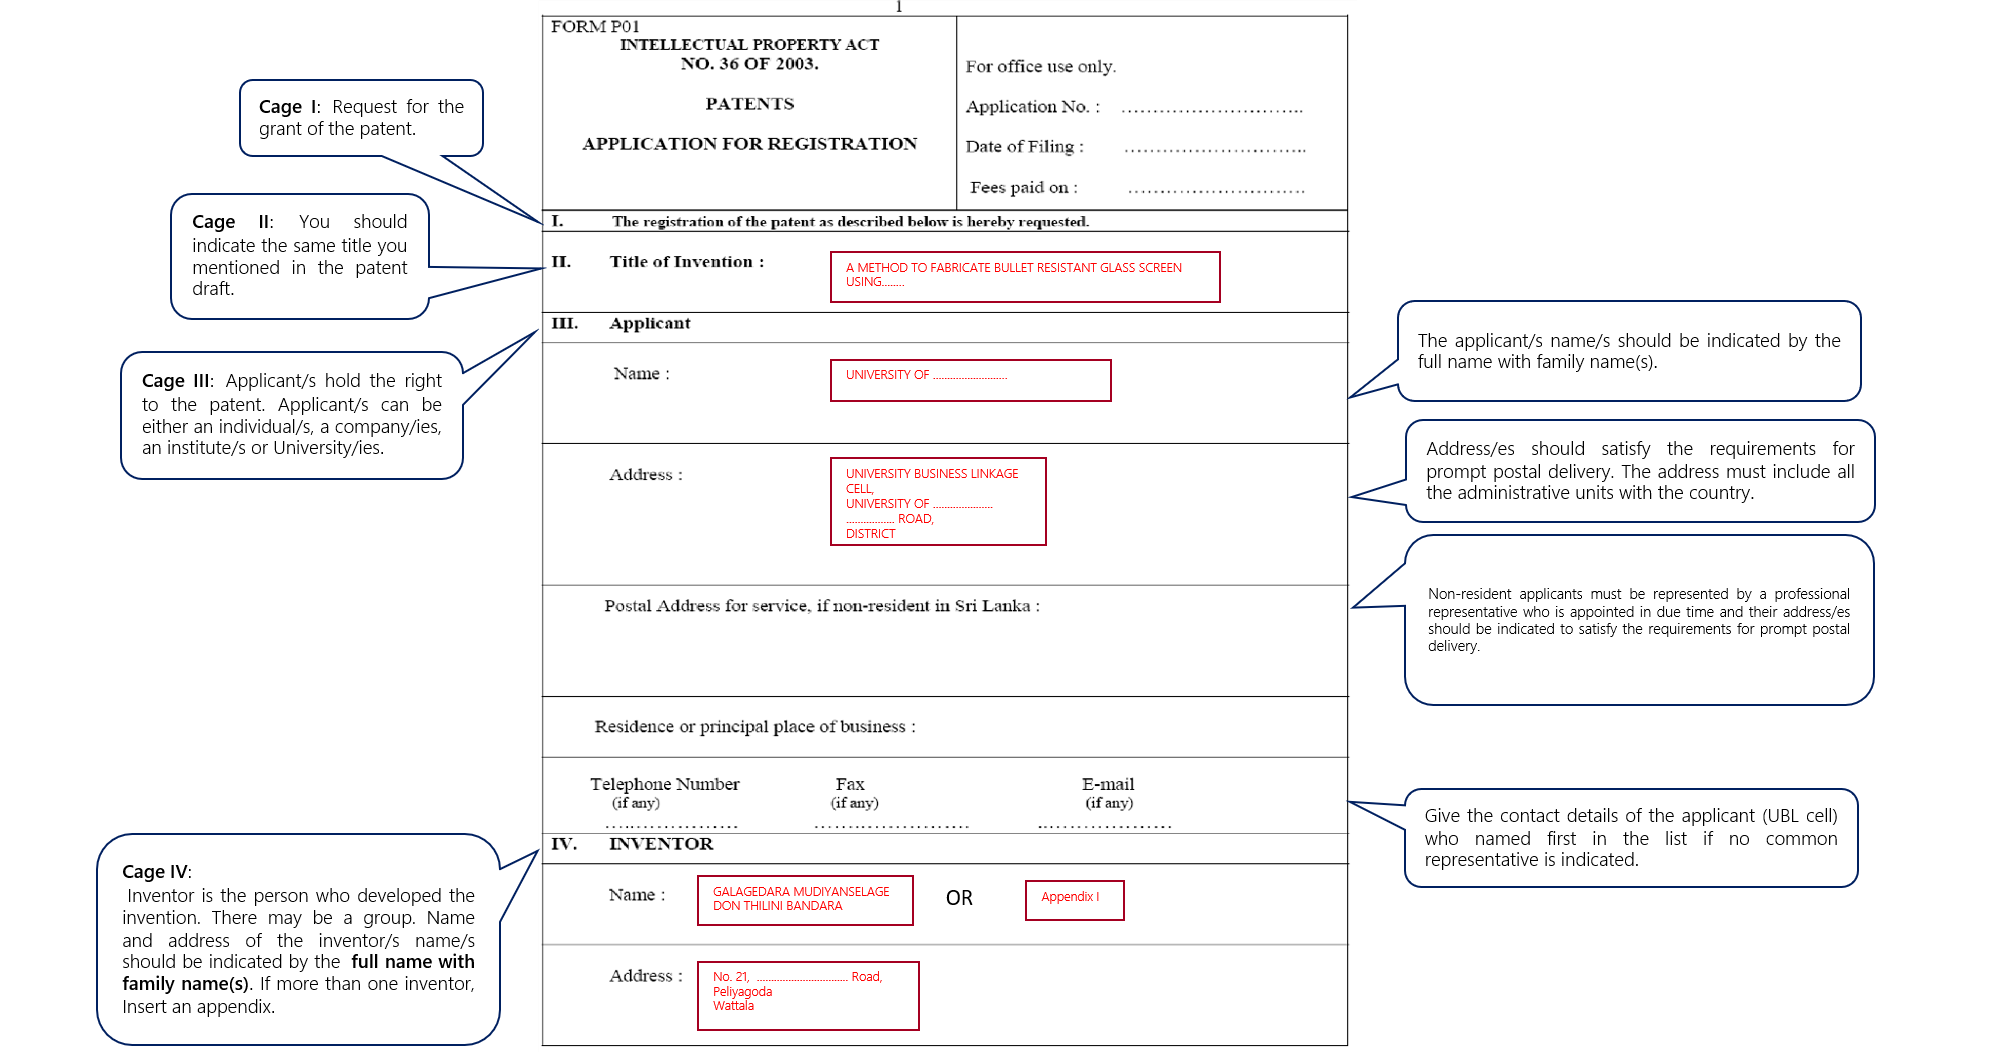 1
FORM P01
INTELLECTUAL PROPERTY ACT
NO. 36 OF 2003.
PATENTS
APPLICATION FOR REGISTRATION
For office use only.
Application No. : ................................
Date of Filing : ................................
Fees paid on : ................................
Cage I: Request for the
grant of the patent.
I. The registration of the patent as described below is hereby requested.
Cage II: You should
indicate the same title you
mentioned in the patent
draft.
II. Title of Invention :
A METHOD TO FABRICATE BULLET RESISTANT GLASS SCREEN
USING........
III. Applicant
Cage III: Applicant/s hold the right
to the patent. Applicant/s can be
either an individual/s, a company/ies,
an institute/s or University/ies.
Name :
UNIVERSITY OF ..........................
The applicant/s name/s should be indicated by the
full name with family name(s).
Address :
UNIVERSITY BUSINESS LINKAGE
CELL,
UNIVERSITY OF .....................
................. ROAD,
DISTRICT
Address/es should satisfy the requirements for
prompt postal delivery. The address must include all
the administrative units with the country.
Postal Address for service, if non-resident in Sri Lanka :
Non-resident applicants must be represented by a professional
representative who is appointed in due time and their address/es
should be indicated to satisfy the requirements for prompt postal
delivery.
Residence or principal place of business :
Telephone Number Fax E-mail
(if any) (if any) (if any)
........................ ........................ ........................
Give the contact details of the applicant (UBL cell)
who named first in the list if no common
representative is indicated.
IV. INVENTOR
Cage IV:
Inventor is the person who developed the
invention. There may be a group. Name
and address of the inventor/s name/s
should be indicated by the full name with
family name(s). If more than one inventor,
Insert an appendix.
Name :
GALAGEDARA MUDIYANSELAGE
DON THILINI BANDARA
OR
Appendix I
Address :
No. 21, ................................ Road,
Peliyagoda
Wattala